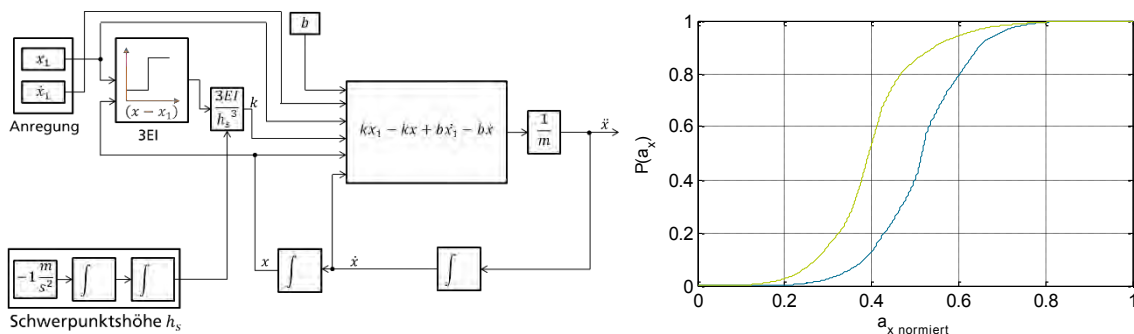 b
x₁
ẋ₁
Anregung
(x − x₁)
3EI
3EI
hₛ³
k
kx₁ − kx + bẋ₁ − bẋ
1
m
ẍ
x
∫
ẋ
∫
−1 m/s²
∫
∫
Schwerpunktshöhe hₛ
1
0.8
0.6
0.4
0.2
0
P(aₓ)
0
0.2
0.4
0.6
0.8
1
aₓ normiert